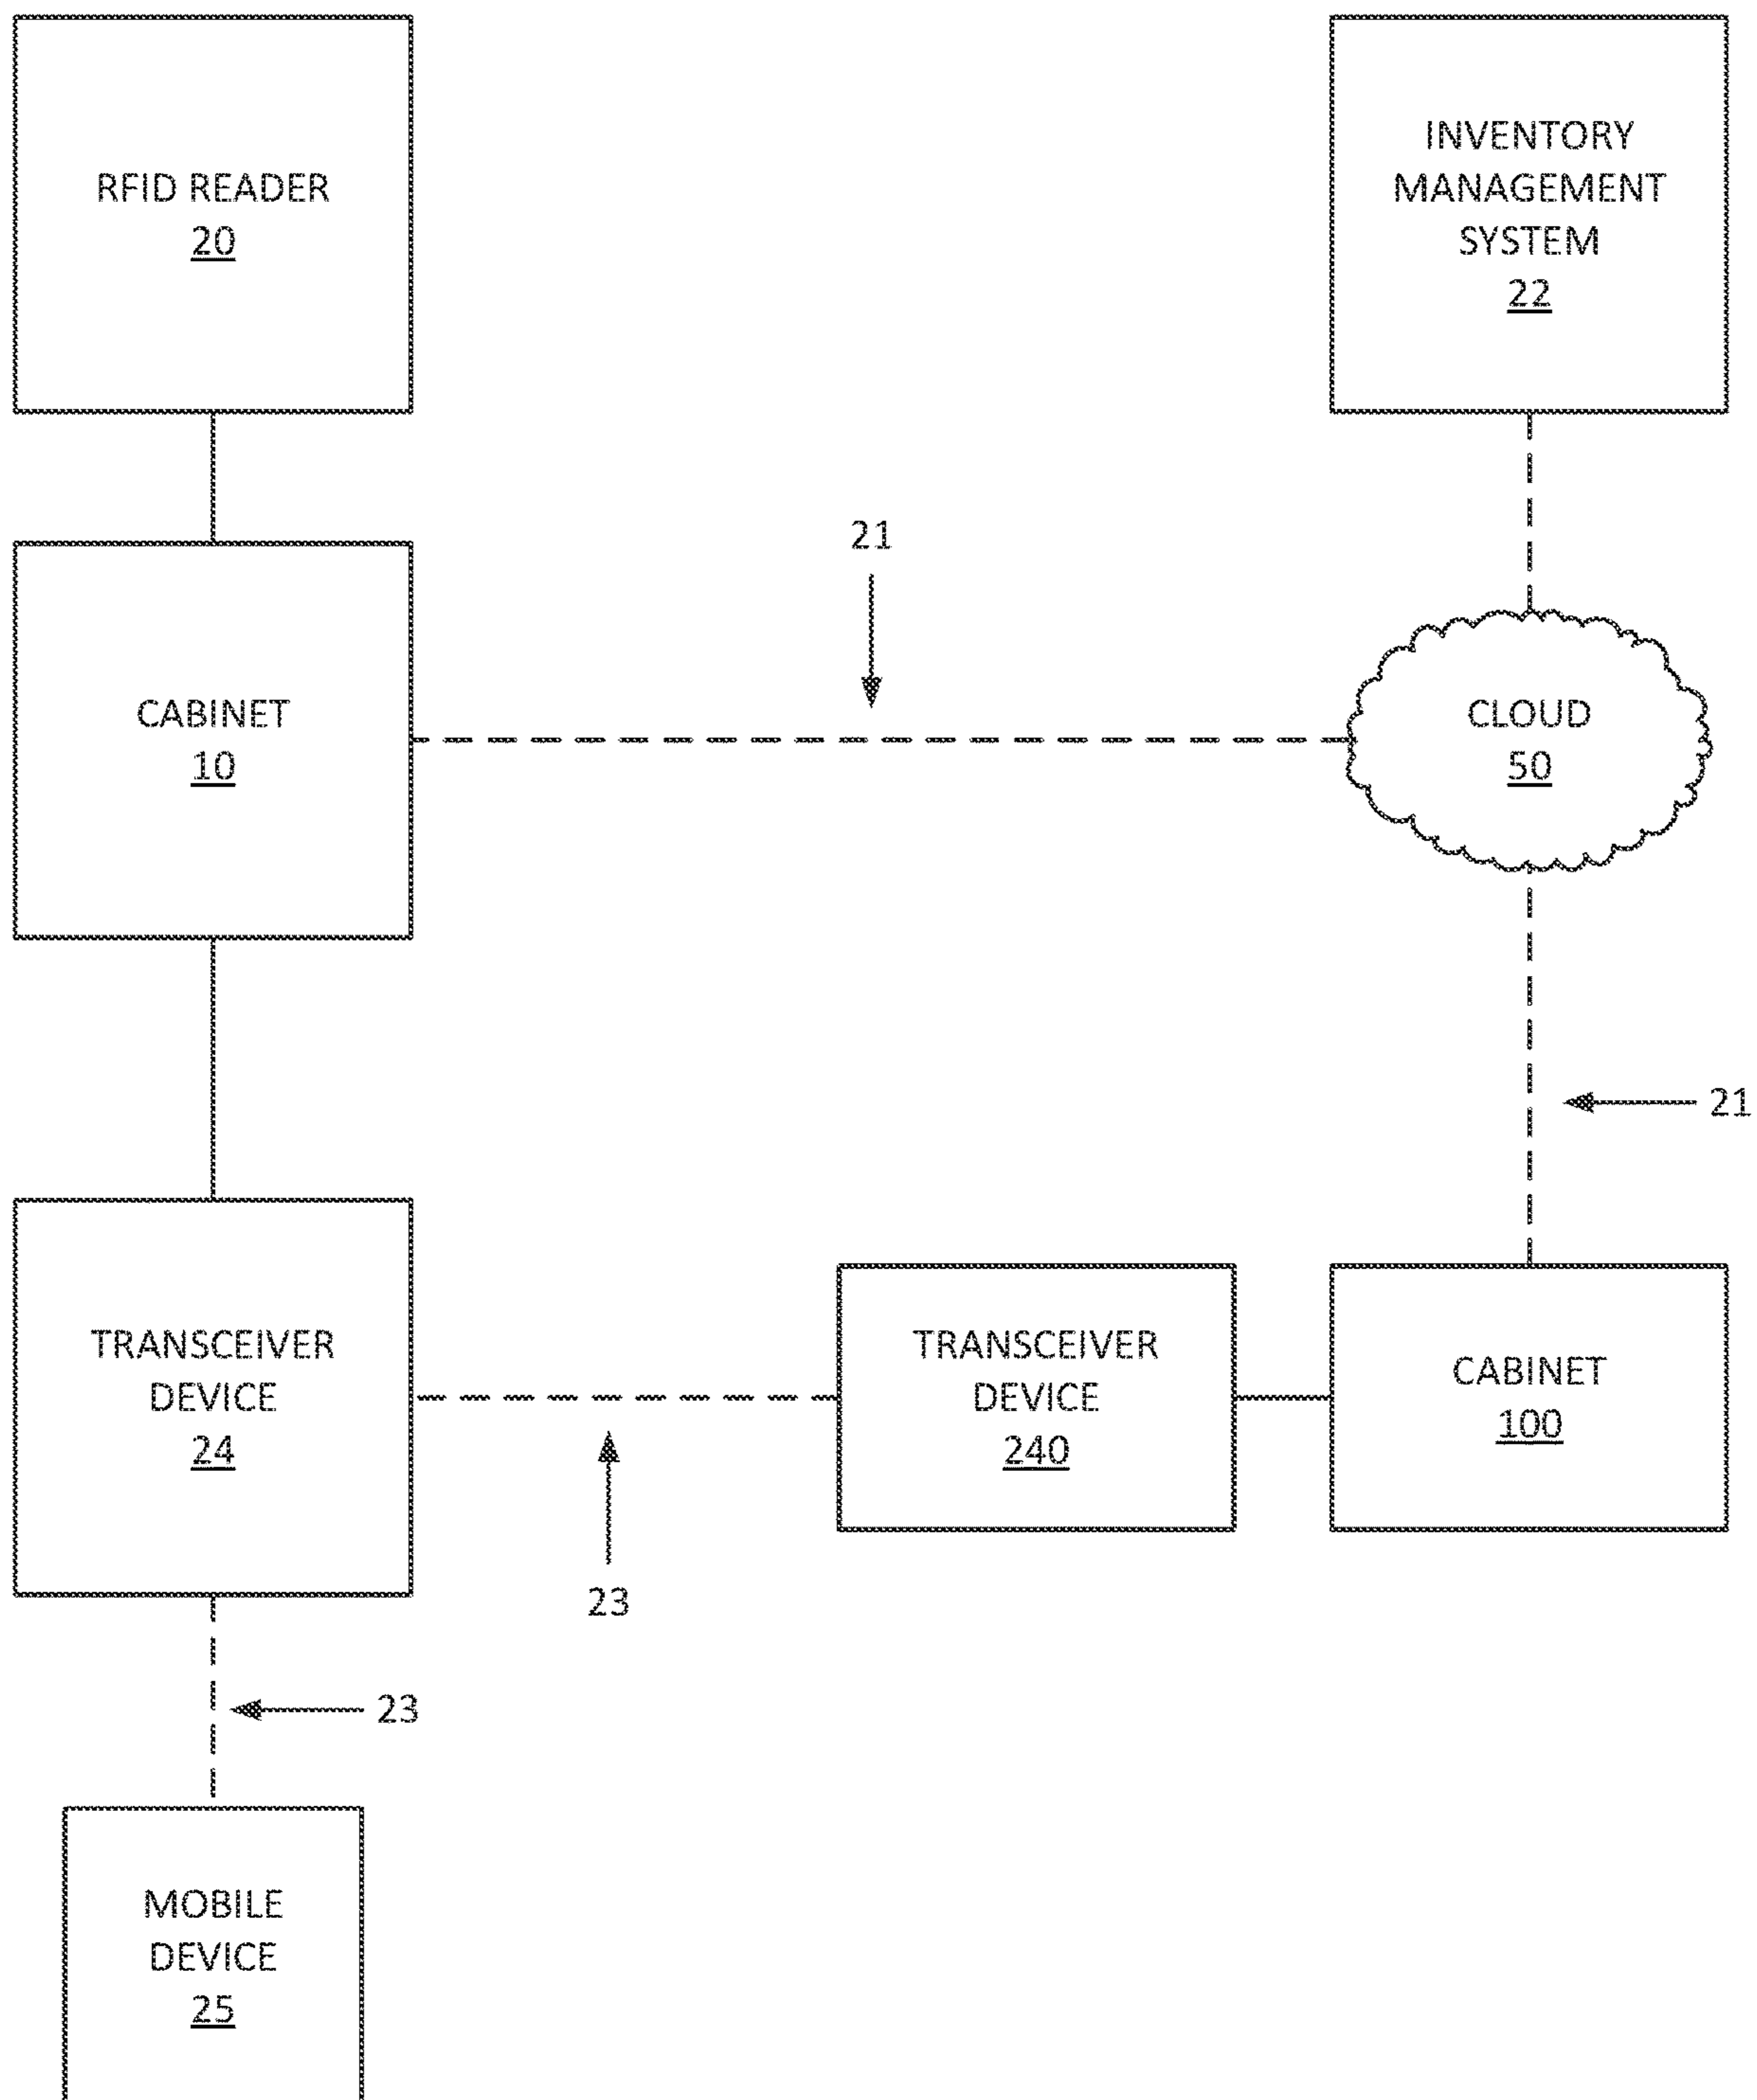 RFID READER
20
INVENTORY
MANAGEMENT
SYSTEM
22
21
CABINET
10
CLOUD
50
21
TRANSCEIVER
DEVICE
24
TRANSCEIVER
DEVICE
240
CABINET
100
23
23
MOBILE
DEVICE
25